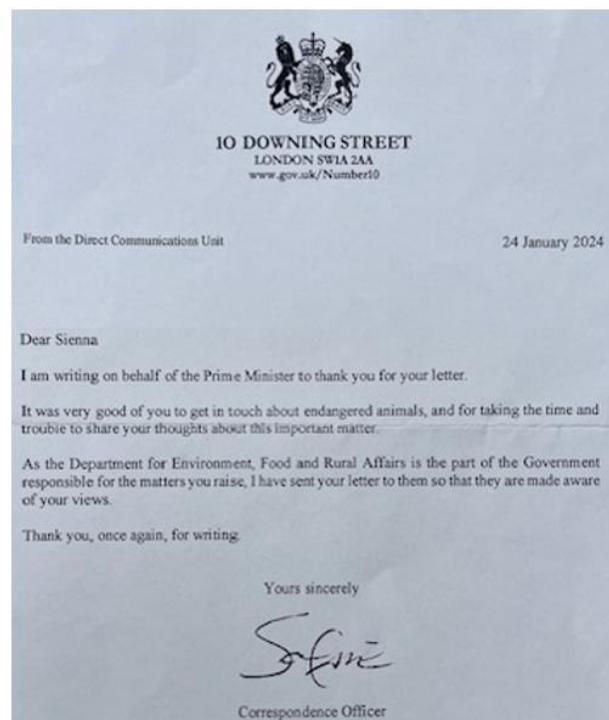 10 DOWNING STREET
LONDON SW1A 2AA
www.gov.uk/Number10
From the Direct Communications Unit
24 January 2024
Dear Sienna
I am writing on behalf of the Prime Minister to thank you for your letter.
It was very good of you to get in touch about endangered animals, and for taking the time and
trouble to share your thoughts about this important matter.
As the Department for Environment, Food and Rural Affairs is the part of the Government
responsible for the matters you raise, I have sent your letter to them so that they are made aware
of your views.
Thank you, once again, for writing.
Yours sincerely
Correspondence Officer